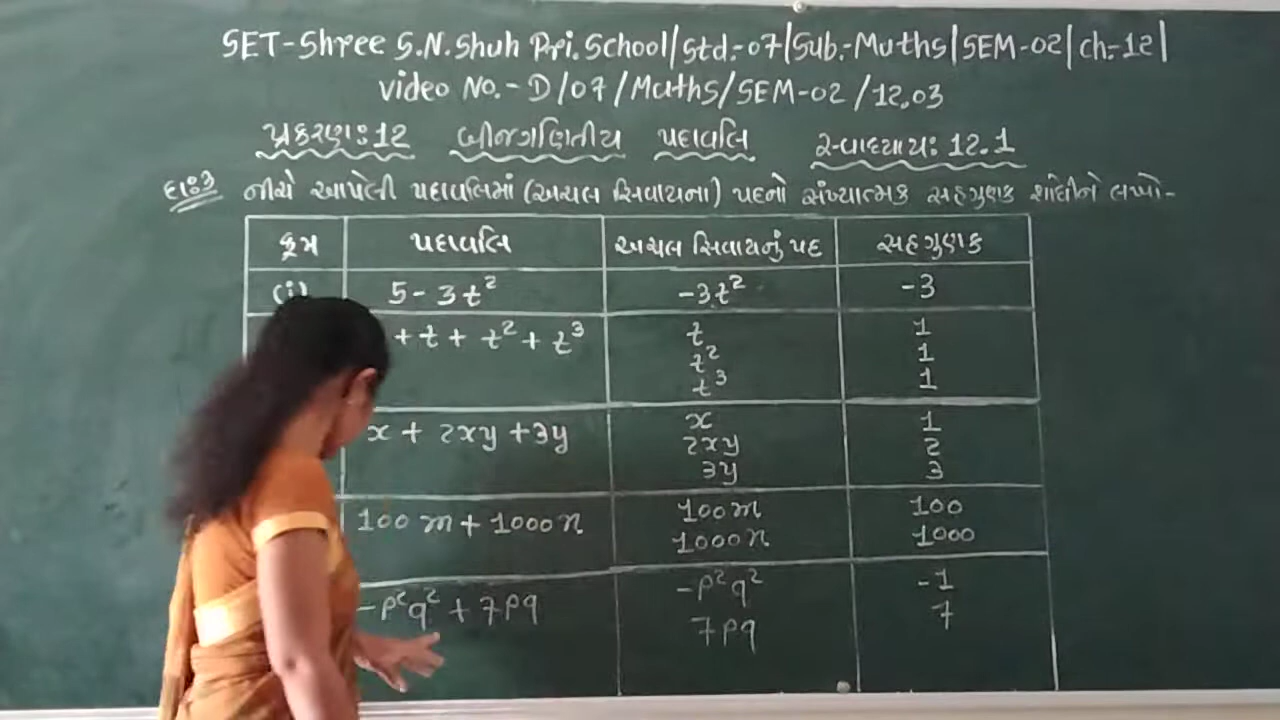 SET-Shree S.N.Shah Pri.School/Std.-07/Sub.-Maths/SEM-02/ch-12/
video No.- D/07/Maths/SEM-02/12.03
પ્રકરણ:12 બીજગણિતીય પદાવલિ સ્વાધ્યાય: 12.1
દા:3 નીચે આપેલી પદાવલિમાં (અચલ સિવાયના) પદનો સંખ્યાત્મક સહગુણક શોધીને લખો-
ક્રમ પદાવલિ અચલ સિવાયનું પદ સહગુણક
(i) 5 - 3t² -3t² -3
+ t + t² + t³ t 1
t² 1
t³ 1
x + 2xy + 3y x 1
2xy 2
3y 3
100 m + 1000 n 100m 100
1000n 1000
-p²q² + 7pq -p²q² -1
7pq 7